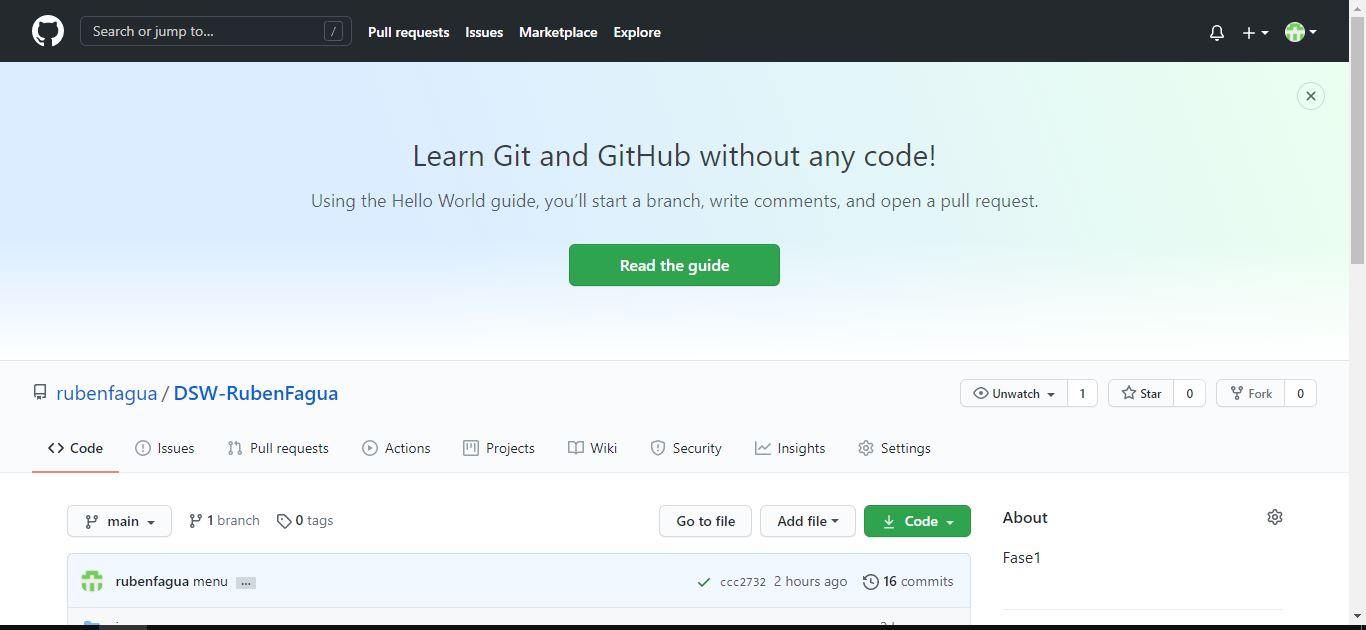 Search or jump to... / Pull requests Issues Marketplace Explore
Learn Git and GitHub without any code!
Using the Hello World guide, you’ll start a branch, write comments, and open a pull request.
Read the guide
rubenfagua / DSW-RubenFagua Unwatch 1 Star 0 Fork 0
Code Issues Pull requests Actions Projects Wiki Security Insights Settings
main 1 branch 0 tags Go to file Add file Code About
Fase1
rubenfagua menu ... ccc2732 2 hours ago 16 commits